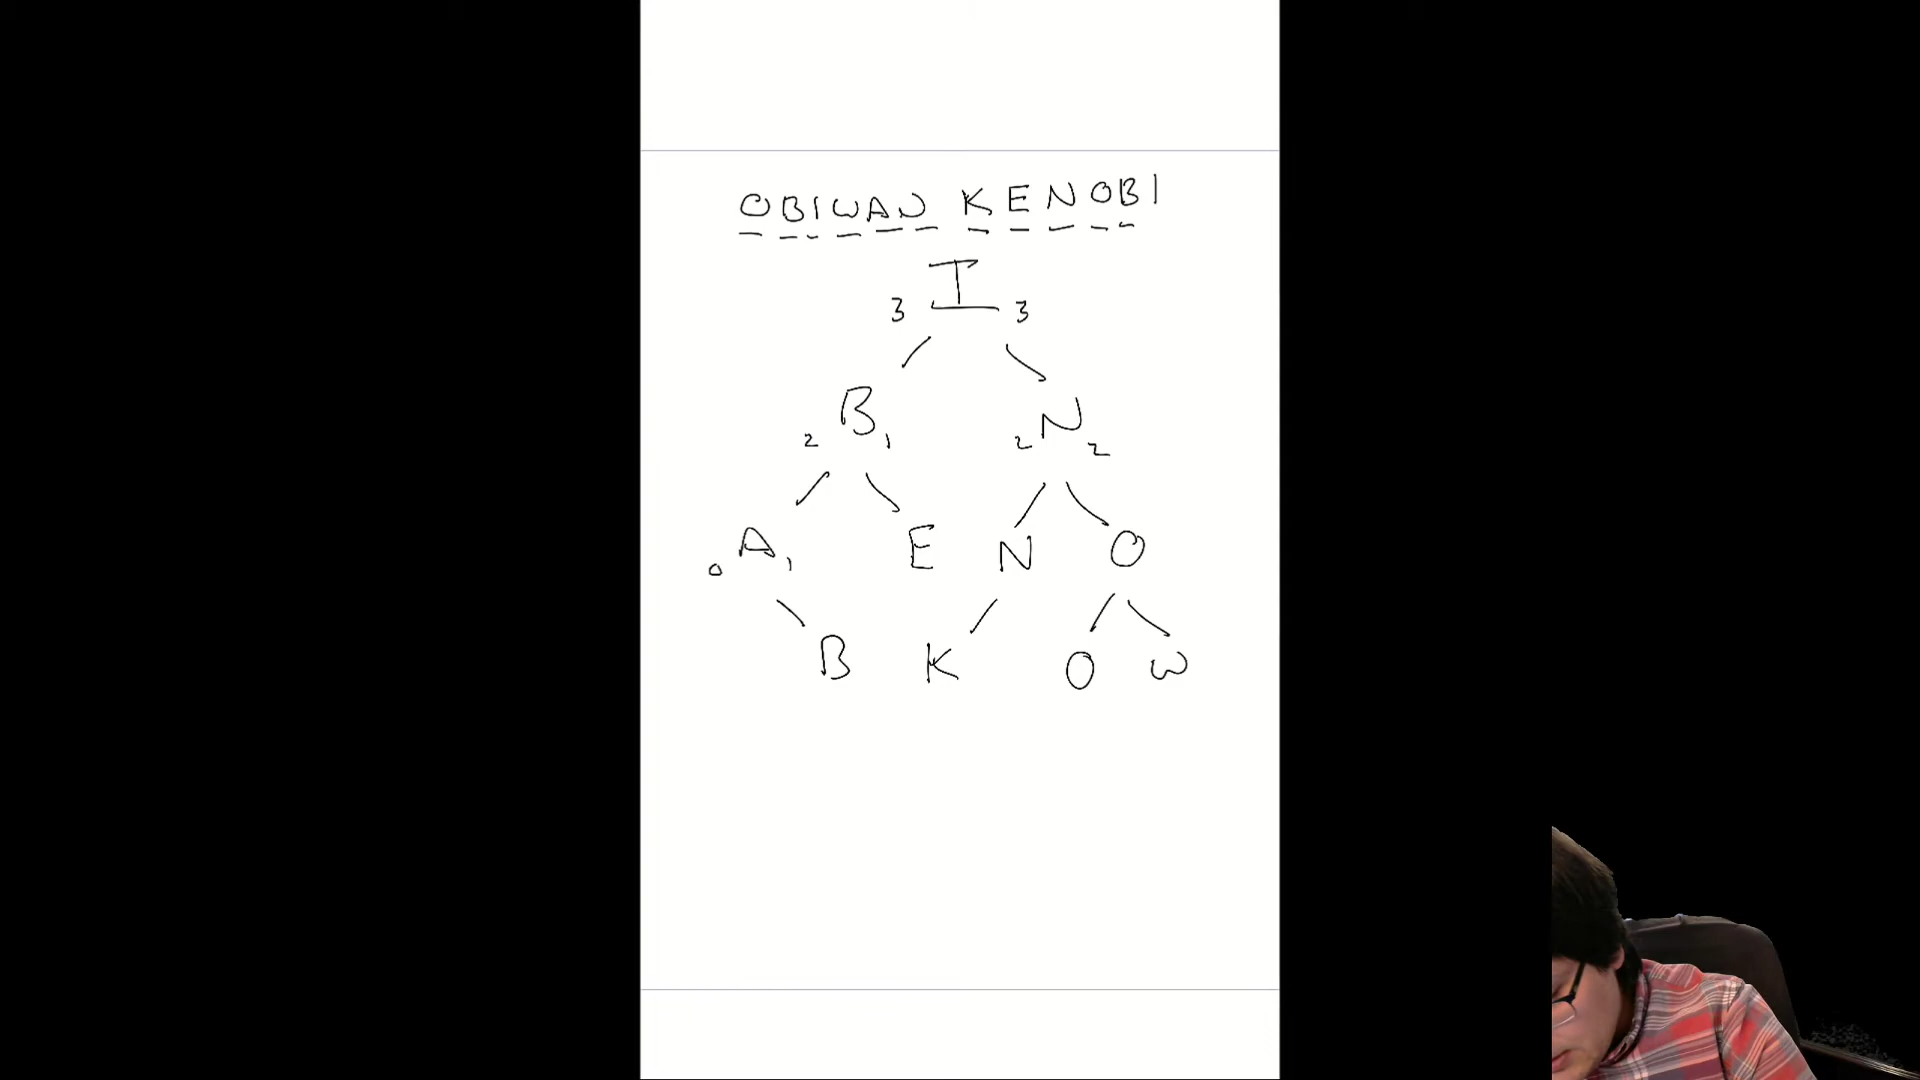 OBIWAN KENOBI
I
3 3
B N
2 1 2 2
A E N O
0 1
B K O W